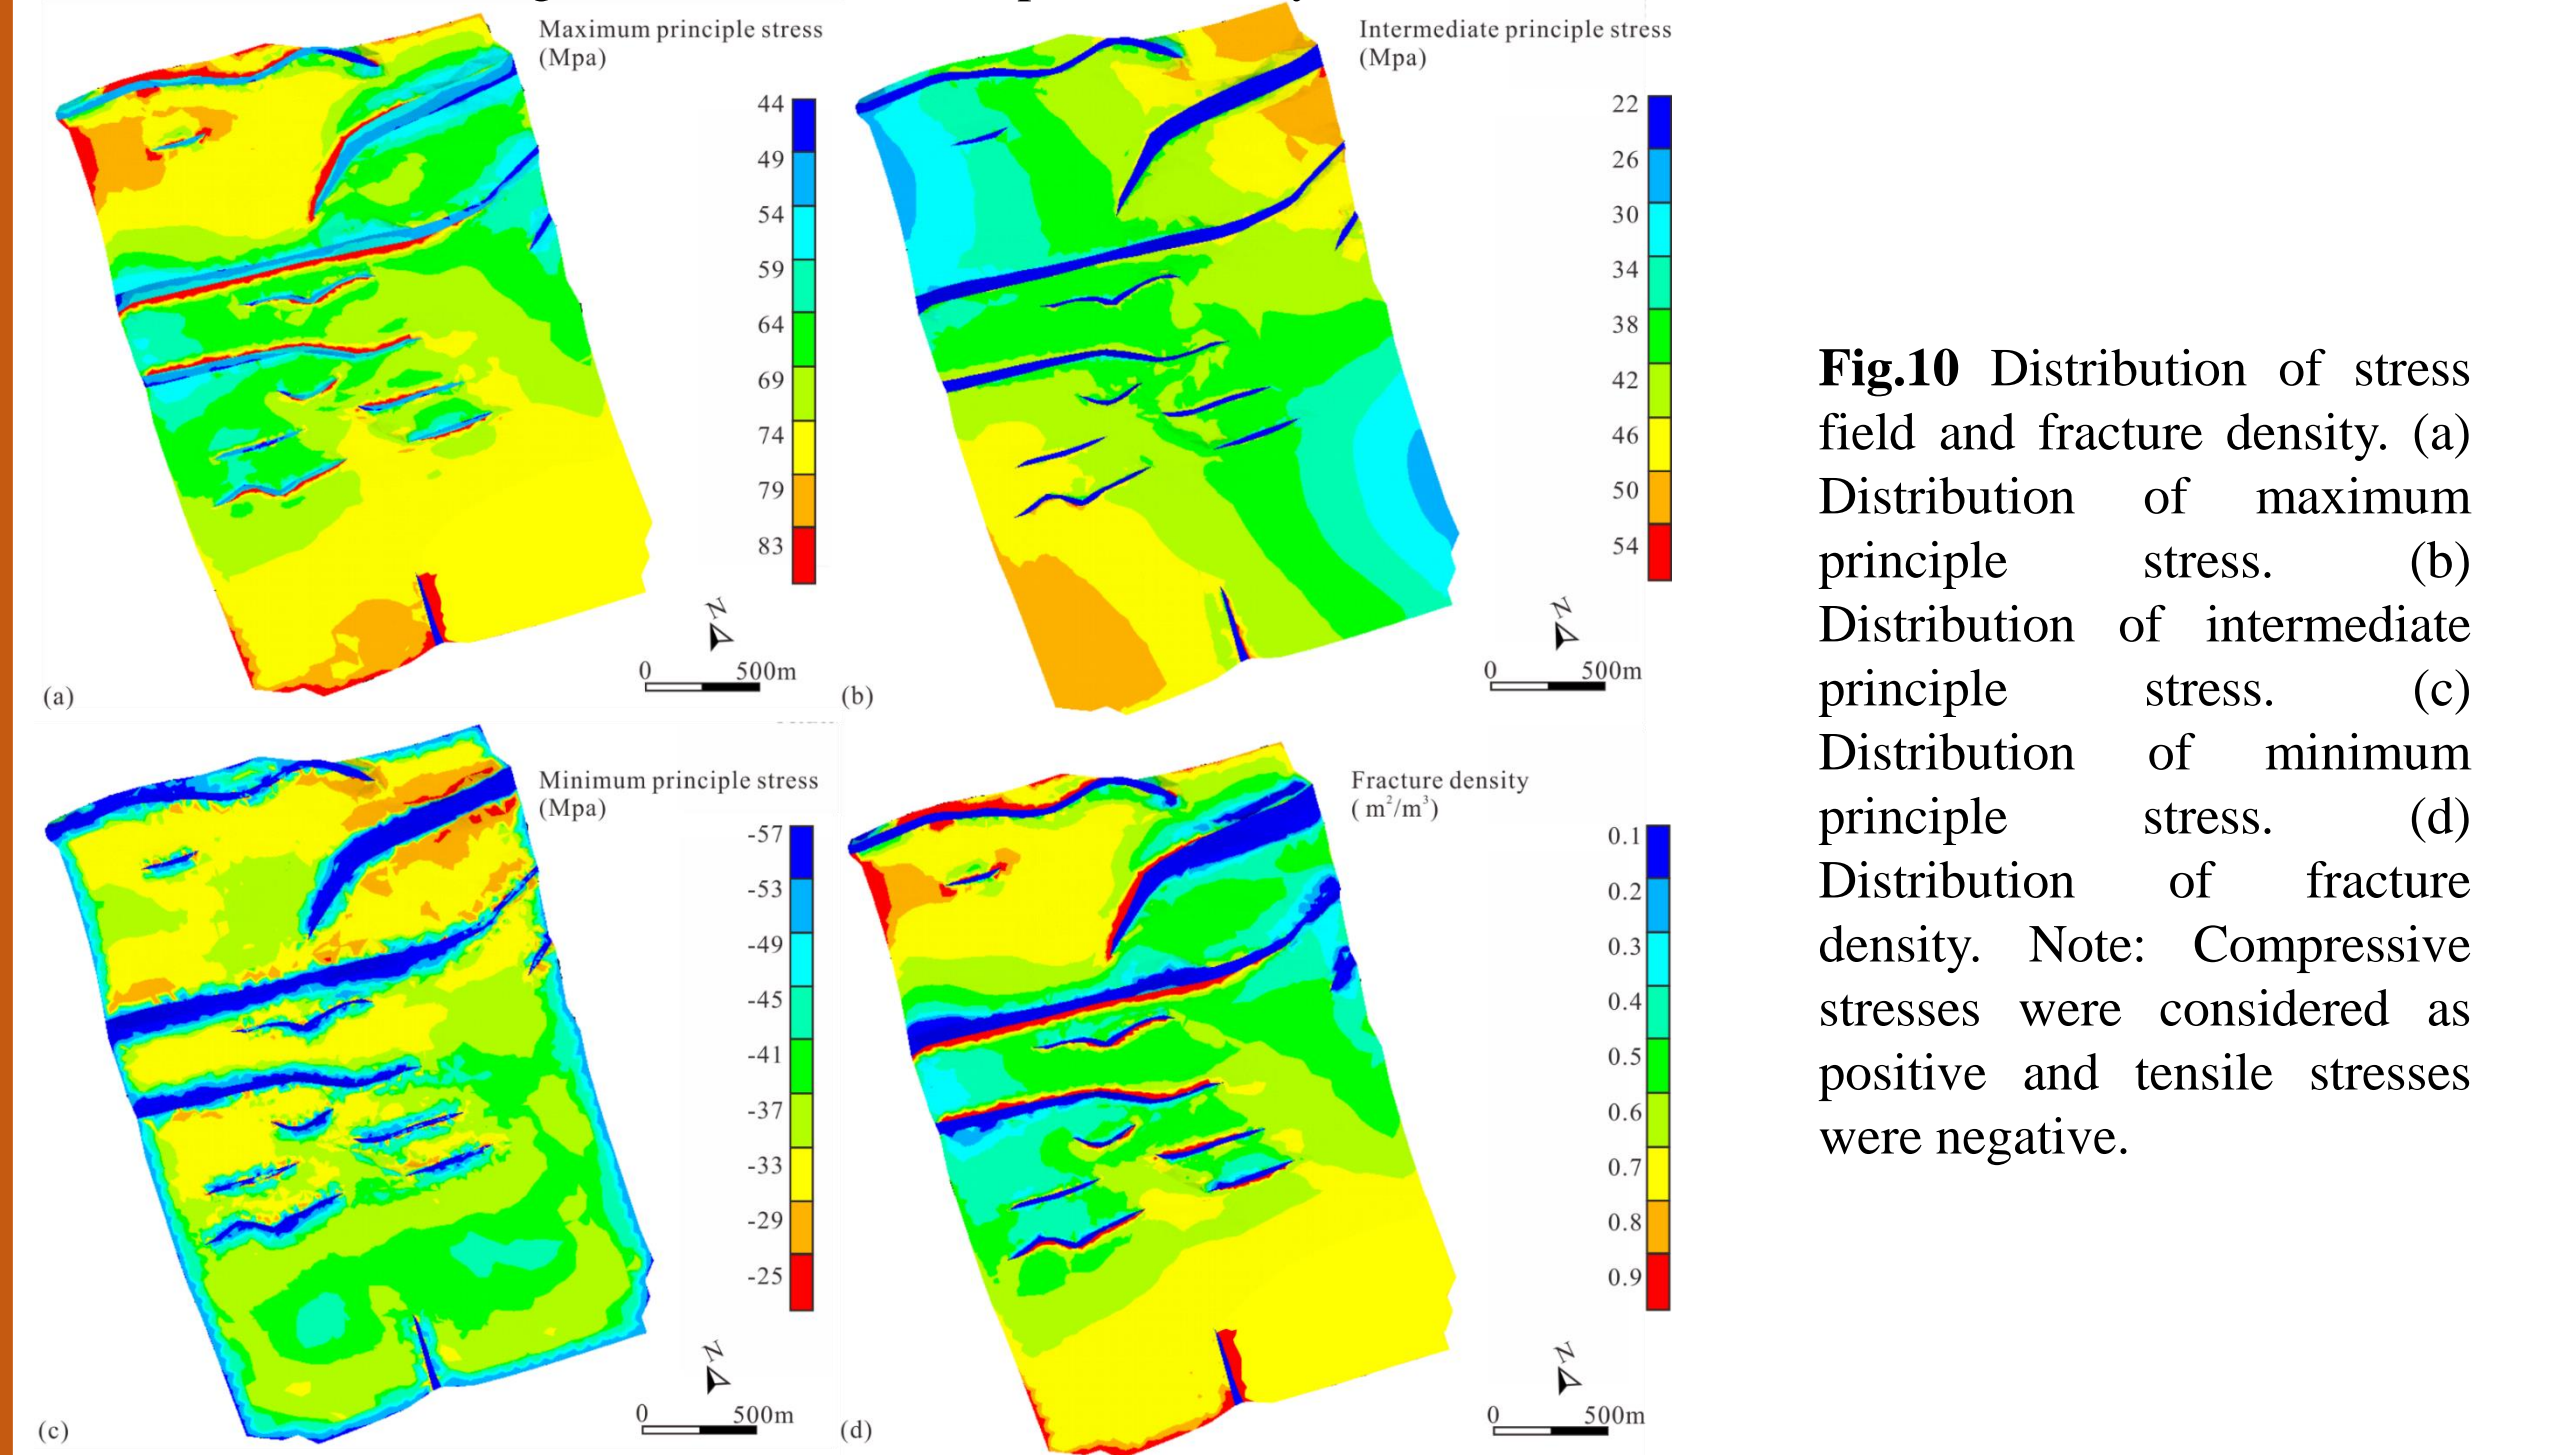 Maximum principle stress
(Mpa)
44
49
54
59
64
69
74
79
83
N
0 500m
(a)
Intermediate principle stress
(Mpa)
22
26
30
34
38
42
46
50
54
N
0 500m
(b)
Minimum principle stress
(Mpa)
-57
-53
-49
-45
-41
-37
-33
-29
-25
N
0 500m
(c)
Fracture density
( m²/m³)
0.1
0.2
0.3
0.4
0.5
0.6
0.7
0.8
0.9
N
0 500m
(d)
Fig.10 Distribution of stress
field and fracture density. (a)
Distribution of maximum
principle stress. (b)
Distribution of intermediate
principle stress. (c)
Distribution of minimum
principle stress. (d)
Distribution of fracture
density. Note: Compressive
stresses were considered as
positive and tensile stresses
were negative.